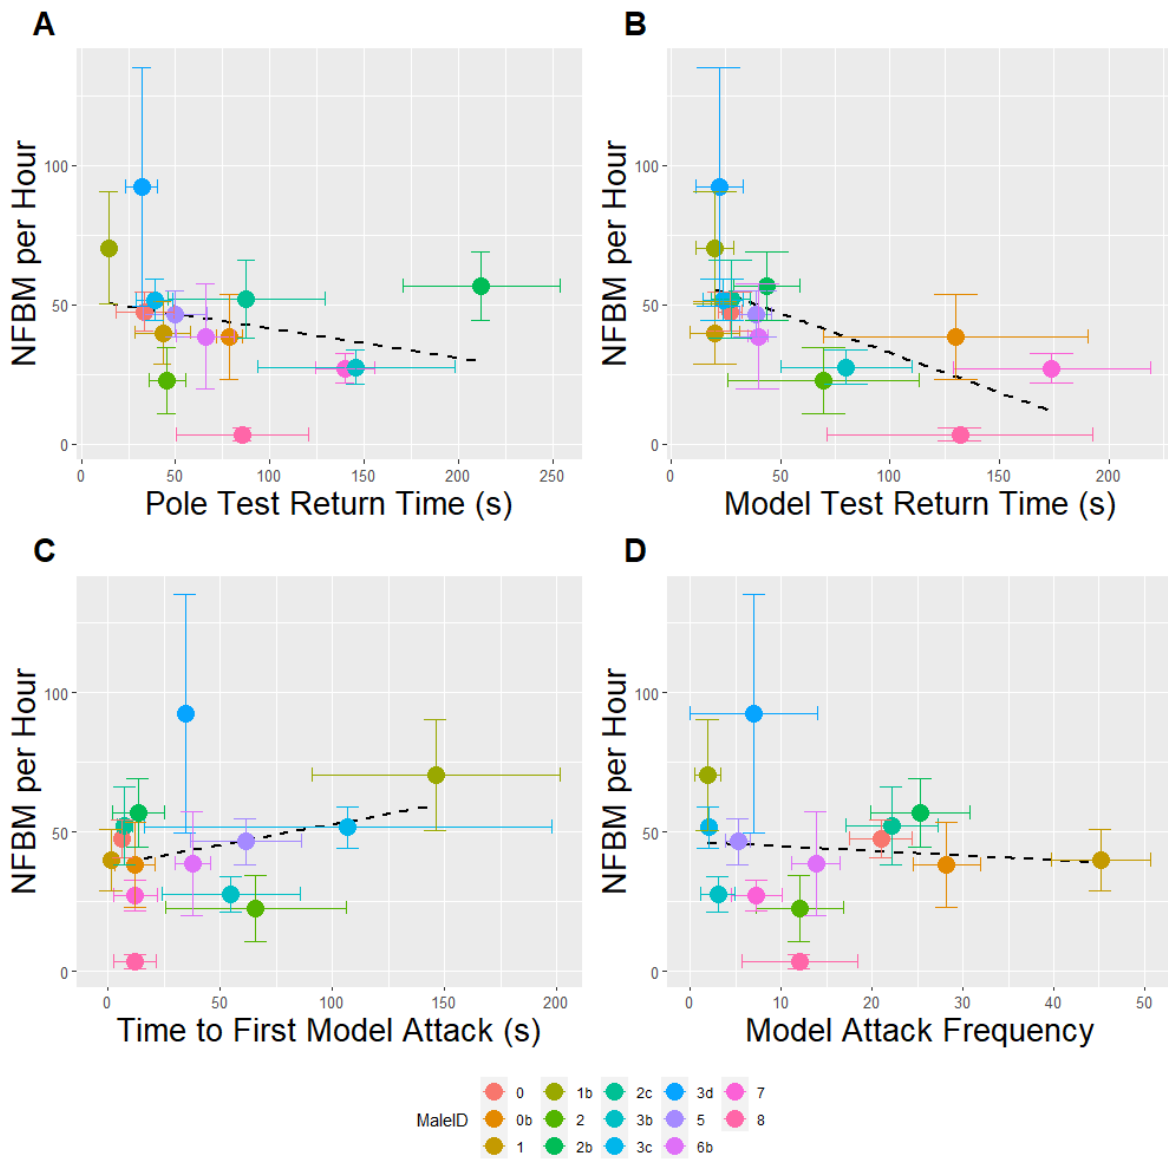 A
B
NFBM per Hour
100
50
0
0 50 100 150 200 250
Pole Test Return Time (s)
NFBM per Hour
100
50
0
0 50 100 150 200
Model Test Return Time (s)
C
D
NFBM per Hour
100
50
0
0 50 100 150 200
Time to First Model Attack (s)
NFBM per Hour
100
50
0
0 10 20 30 40 50
Model Attack Frequency
0 1b 2c 3d 7
MaleID 0b 2 3b 5 8
1 2b 3c 6b